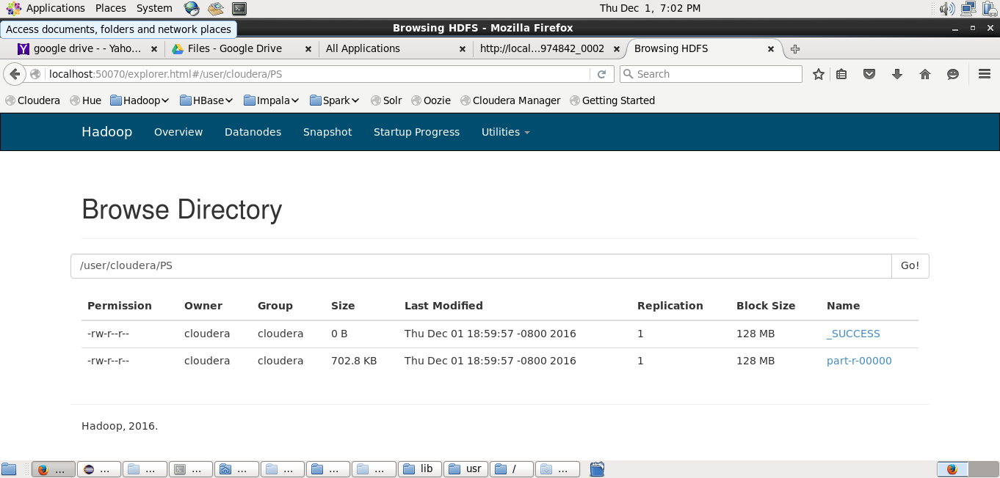 Applications Places System Thu Dec 1, 7:02 PM
Access documents, folders and network places Browsing HDFS - Mozilla Firefox
google drive - - Yaho... Files - Google Drive All Applications http://local...974842_0002 Browsing HDFS
localhost:50070/explorer.html#/user/cloudera/PS Search
Cloudera Hue Hadoop HBase Impala Spark Solr Oozie Cloudera Manager Getting Started
Hadoop Overview Datanodes Snapshot Startup Progress Utilities
Browse Directory
/user/cloudera/PS Go!
Permission Owner Group Size Last Modified Replication Block Size Name
-rw-r--r-- cloudera cloudera 0 B Thu Dec 01 18:59:57 -0800 2016 1 128 MB _SUCCESS
-rw-r--r-- cloudera cloudera 702.8 KB Thu Dec 01 18:59:57 -0800 2016 1 128 MB part-r-00000
Hadoop, 2016.
... ... ... ... ... ... ... ... lib usr / ...